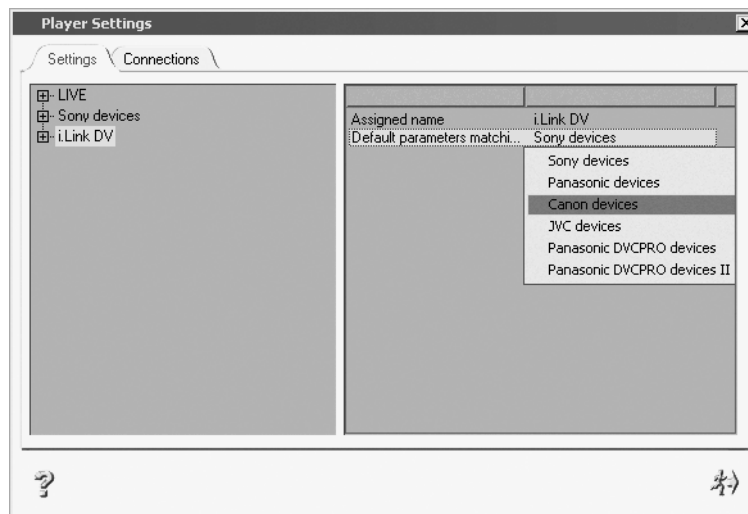 Player Settings
Settings Connections
LIVE
Sony devices
i.Link DV
Assigned name i.Link DV
Default parameters matchi... Sony devices
Sony devices
Panasonic devices
Canon devices
JVC devices
Panasonic DVCPRO devices
Panasonic DVCPRO devices II